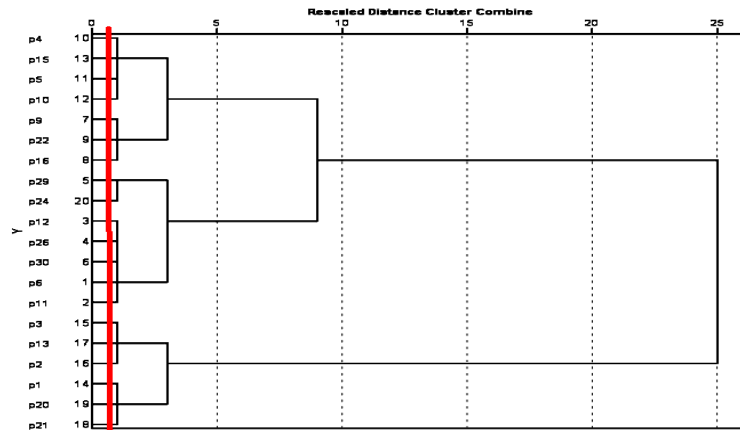 Rescaled Distance Cluster Combine
0 5 10 15 20 25
p4 10
p15 13
p5 11
p10 12
p9 7
p22 9
p16 8
p29 5
p24 20
p12 3
Y
p26 4
p30 6
p6 1
p11 2
p3 15
p13 17
p2 16
p1 14
p20 19
p21 18